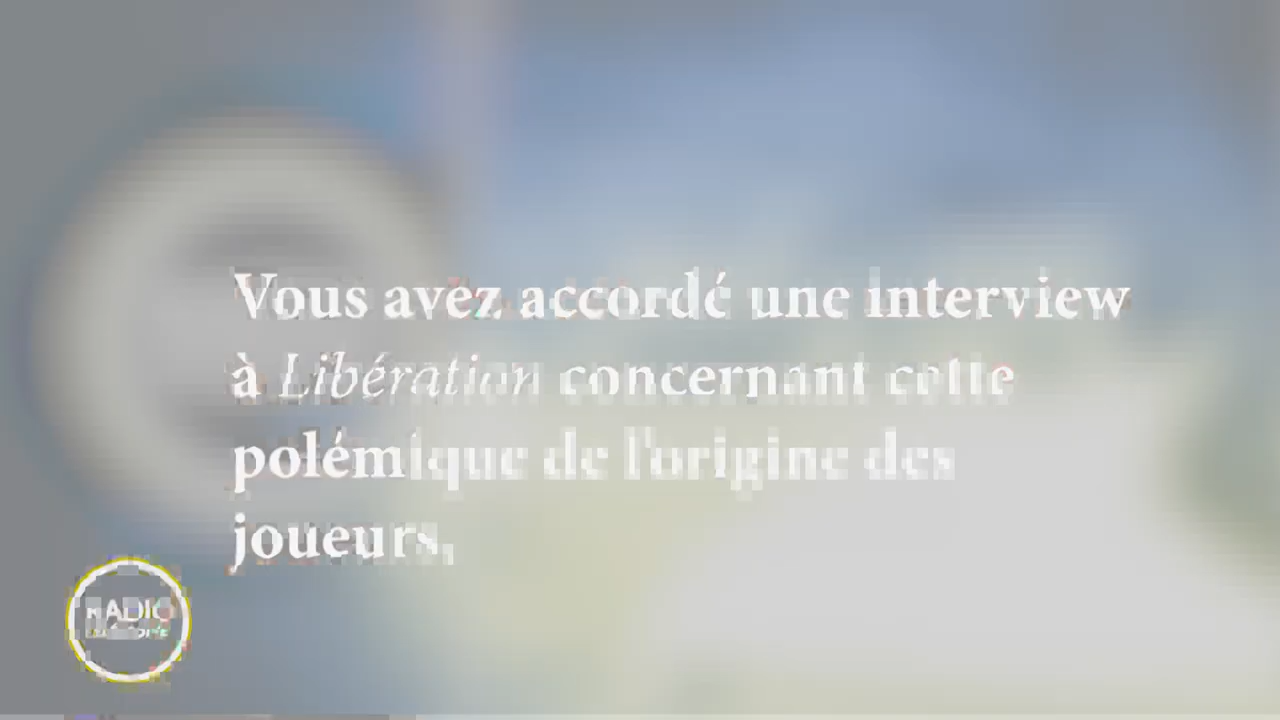 Vous avez accordé une interview
à Libération concernant cette
polémique de l'origine des
joueurs,
RADIO